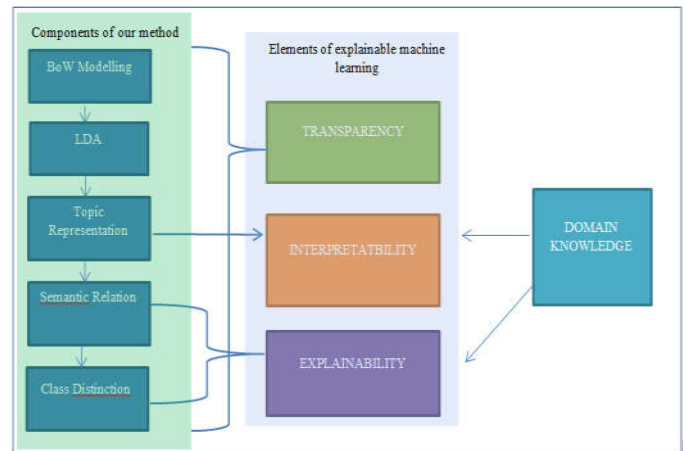 Components of our method
BoW Modelling
LDA
Topic
Representation
Semantic Relation
Class Distinction
Elements of explainable machine
learning
TRANSPARENCY
INTERPRETATBILITY
EXPLAINABILITY
DOMAIN
KNOWLEDGE